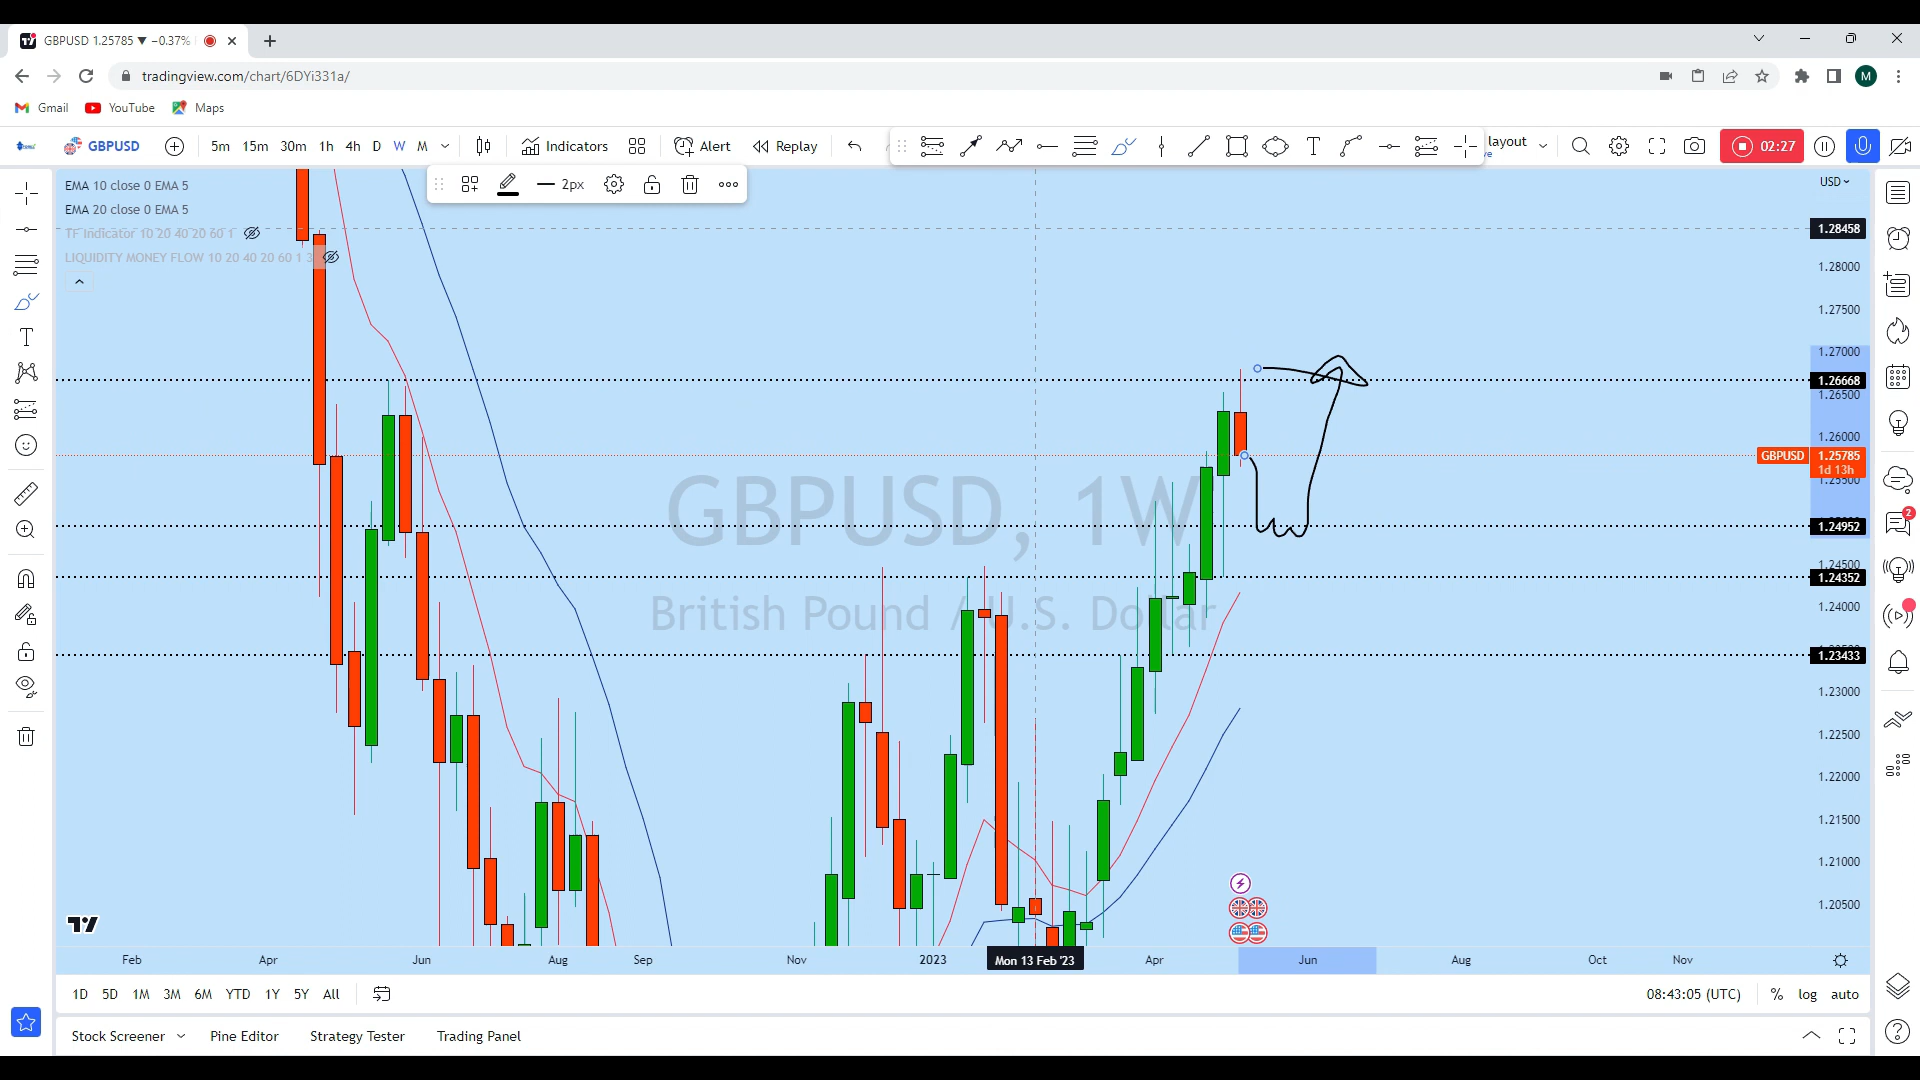 GBPUSD 1.25785 ▼ −0.37%
tradingview.com/chart/6DYi331a/
M
Gmail YouTube Maps
GBPUSD 5m 15m 30m 1h 4h D W M Indicators Alert Replay T layout 02:27
2px
EMA 10 close 0 EMA 5
EMA 20 close 0 EMA 5
TF Indicator 10 20 40 20 60 1
LIQUIDITY MONEY FLOW 10 20 40 20 60 1 3
USD
1.28458
1.28000
1.27500
1.27000
1.26668
1.26500
1.26000
GBPUSD 1.25785
1d 13h
1.25500
1.24952
1.24500
1.24352
1.24000
1.23433
1.23000
1.22500
1.22000
1.21500
1.21000
1.20500
GBPUSD, 1W
British Pound / U.S. Dollar
2
Feb Apr Jun Aug Sep Nov 2023 Mon 13 Feb '23 Apr Jun Aug Oct Nov
1D 5D 1M 3M 6M YTD 1Y 5Y All 08:43:05 (UTC) % log auto
Stock Screener Pine Editor Strategy Tester Trading Panel